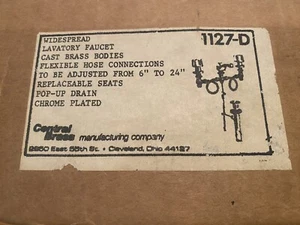 WIDESPREAD
LAVATORY FAUCET
CAST BRASS BODIES
FLEXIBLE HOSE CONNECTIONS
TO BE ADJUSTED FROM 6" TO 24"
REPLACEABLE SEATS
POP-UP DRAIN
CHROME PLATED
1127-D
Central
Brass manufacturing company
2950 East 55th St. • Cleveland, Ohio 44127